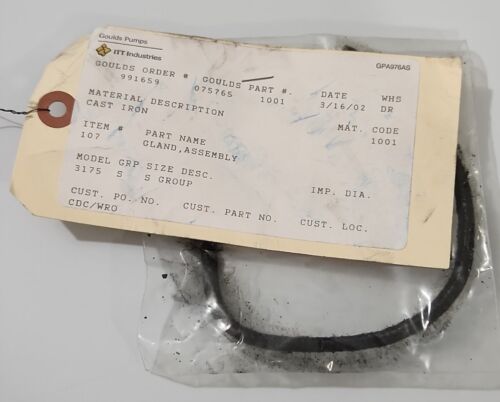 Goulds Pumps
ITT Industries
GPA976AS
GOULDS ORDER # GOULDS PART #. DATE WHS
991659 075765 1001 3/16/02 DR
MATERIAL DESCRIPTION MAT. CODE
CAST IRON 1001
ITEM # PART NAME
107 GLAND,ASSEMBLY
MODEL GRP SIZE DESC. IMP. DIA.
3175 S S GROUP
CUST. PO. NO. CUST. PART NO. CUST. LOC.
CDC/WRO